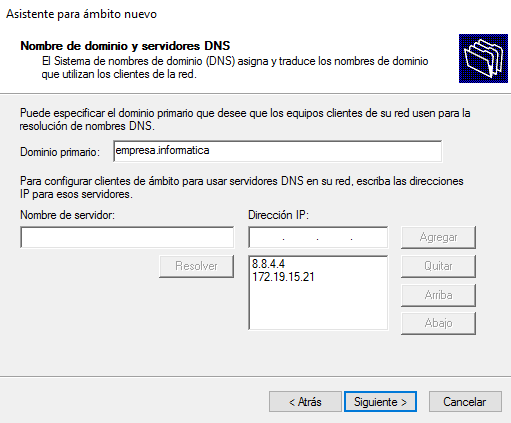 Asistente para ámbito nuevo
Nombre de dominio y servidores DNS
El Sistema de nombres de dominio (DNS) asigna y traduce los nombres de dominio
que utilizan los clientes de la red.
Puede especificar el dominio primario que desee que los equipos clientes de su red usen para la
resolución de nombres DNS.
Dominio primario: empresa.informatica
Para configurar clientes de ámbito para usar servidores DNS en su red, escriba las direcciones
IP para esos servidores.
Nombre de servidor: Dirección IP:
. . . Agregar
Resolver 8.8.4.4 Quitar
172.19.15.21
Arriba
Abajo
< Atrás Siguiente > Cancelar